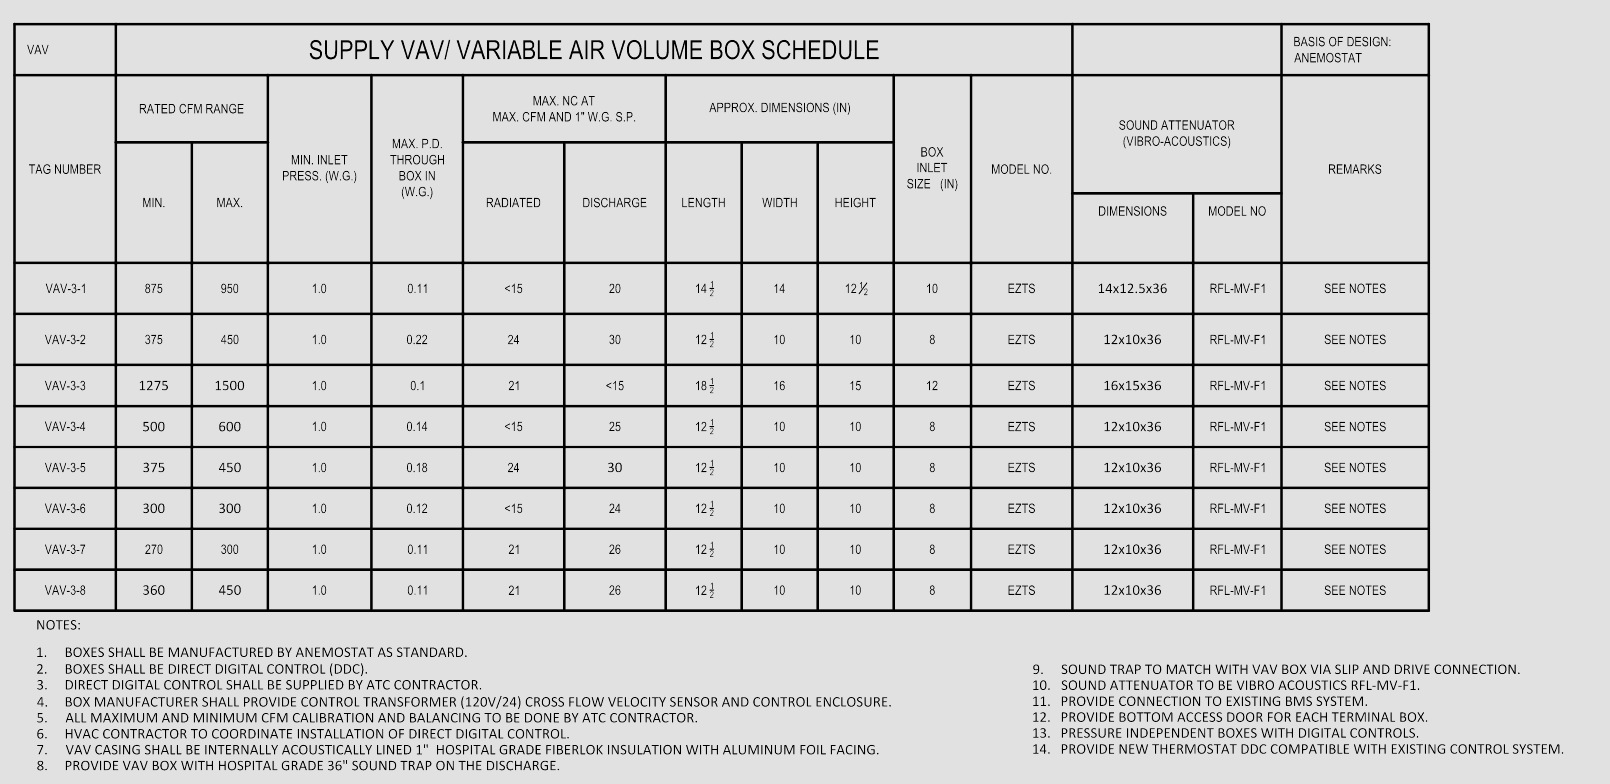 VAV
SUPPLY VAV/ VARIABLE AIR VOLUME BOX SCHEDULE
BASIS OF DESIGN:
ANEMOSTAT
TAG NUMBER
RATED CFM RANGE
MIN.
MAX.
MIN. INLET
PRESS. (W.G.)
MAX. P.D.
THROUGH
BOX IN
(W.G.)
MAX. NC AT
MAX. CFM AND 1" W.G. S.P.
RADIATED
DISCHARGE
APPROX. DIMENSIONS (IN)
LENGTH
WIDTH
HEIGHT
BOX
INLET
SIZE (IN)
MODEL NO.
SOUND ATTENUATOR
(VIBRO-ACOUSTICS)
DIMENSIONS
MODEL NO
REMARKS
VAV-3-1 875 950 1.0 0.11 <15 20 14 1/2 14 12 1/2 10 EZTS 14x12.5x36 RFL-MV-F1 SEE NOTES
VAV-3-2 375 450 1.0 0.22 24 30 12 1/2 10 10 8 EZTS 12x10x36 RFL-MV-F1 SEE NOTES
VAV-3-3 1275 1500 1.0 0.1 21 <15 18 1/2 16 15 12 EZTS 16x15x36 RFL-MV-F1 SEE NOTES
VAV-3-4 500 600 1.0 0.14 <15 25 12 1/2 10 10 8 EZTS 12x10x36 RFL-MV-F1 SEE NOTES
VAV-3-5 375 450 1.0 0.18 24 30 12 1/2 10 10 8 EZTS 12x10x36 RFL-MV-F1 SEE NOTES
VAV-3-6 300 300 1.0 0.12 <15 24 12 1/2 10 10 8 EZTS 12x10x36 RFL-MV-F1 SEE NOTES
VAV-3-7 270 300 1.0 0.11 21 26 12 1/2 10 10 8 EZTS 12x10x36 RFL-MV-F1 SEE NOTES
VAV-3-8 360 450 1.0 0.11 21 26 12 1/2 10 10 8 EZTS 12x10x36 RFL-MV-F1 SEE NOTES
NOTES:
1. BOXES SHALL BE MANUFACTURED BY ANEMOSTAT AS STANDARD.
2. BOXES SHALL BE DIRECT DIGITAL CONTROL (DDC).
3. DIRECT DIGITAL CONTROL SHALL BE SUPPLIED BY ATC CONTRACTOR.
4. BOX MANUFACTURER SHALL PROVIDE CONTROL TRANSFORMER (120V/24) CROSS FLOW VELOCITY SENSOR AND CONTROL ENCLOSURE.
5. ALL MAXIMUM AND MINIMUM CFM CALIBRATION AND BALANCING TO BE DONE BY ATC CONTRACTOR.
6. HVAC CONTRACTOR TO COORDINATE INSTALLATION OF DIRECT DIGITAL CONTROL.
7. VAV CASING SHALL BE INTERNALLY ACOUSTICALLY LINED 1" HOSPITAL GRADE FIBERLOK INSULATION WITH ALUMINUM FOIL FACING.
8. PROVIDE VAV BOX WITH HOSPITAL GRADE 36" SOUND TRAP ON THE DISCHARGE.
9. SOUND TRAP TO MATCH WITH VAV BOX VIA SLIP AND DRIVE CONNECTION.
10. SOUND ATTENUATOR TO BE VIBRO ACOUSTICS RFL-MV-F1.
11. PROVIDE CONNECTION TO EXISTING BMS SYSTEM.
12. PROVIDE BOTTOM ACCESS DOOR FOR EACH TERMINAL BOX.
13. PRESSURE INDEPENDENT BOXES WITH DIGITAL CONTROLS.
14. PROVIDE NEW THERMOSTAT DDC COMPATIBLE WITH EXISTING CONTROL SYSTEM.